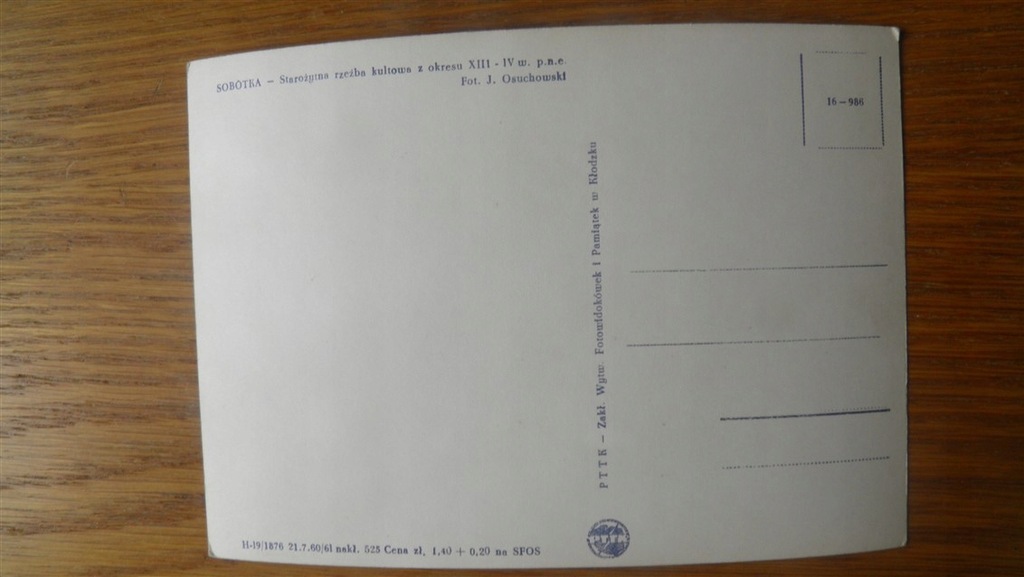 SOBÓTKA — Starożytna rzeźba kultowa z okresu XIII - IV w. p.n.e.
Fot. J. Osuchowski
16 — 986
PTTK — Zakł. Wytw. Fotowidokówek i Pamiątek w Kłodzku
H-19/1876 21.7.60/61 nakł. 525 Cena zł. 1,40 + 0,20 na SFOS